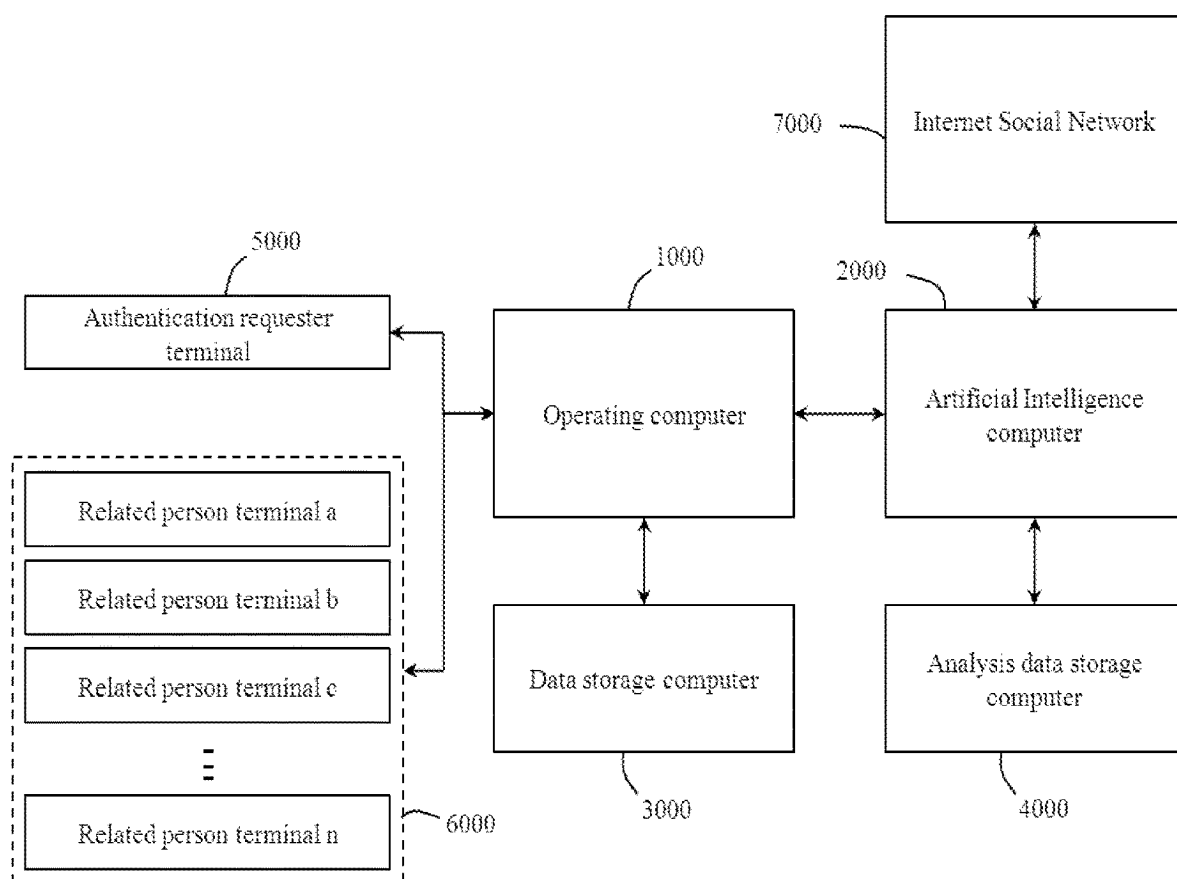 Internet Social Network
7000
5000
1000
2000
Authentication requester
terminal
Operating computer
Artificial Intelligence
computer
Related person terminal a
Related person terminal b
Related person terminal c
Related person terminal n
6000
Data storage computer
3000
Analysis data storage
computer
4000